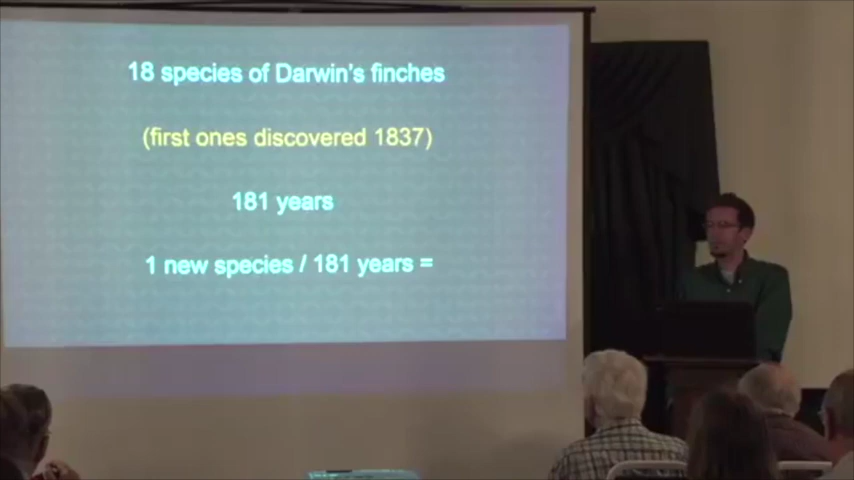 18 species of Darwin's finches
(first ones discovered 1837)
181 years
1 new species / 181 years =